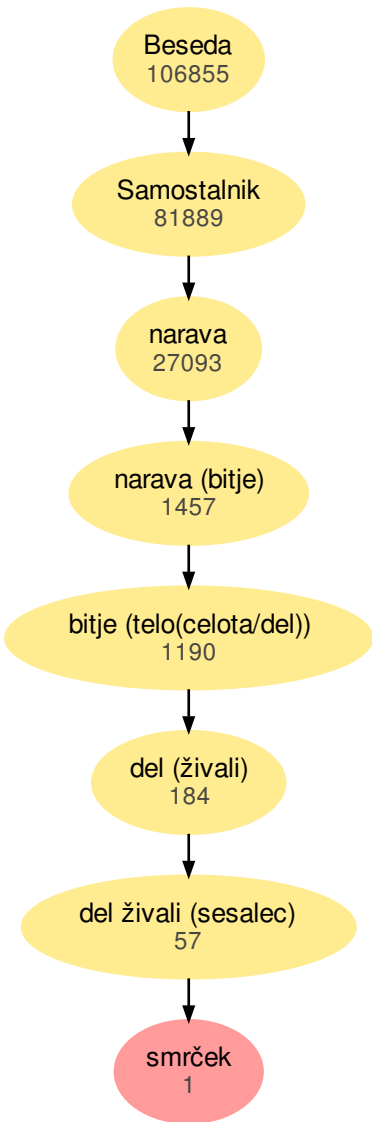 Beseda
106855
Samostalnik
81889
narava
27093
narava (bitje)
1457
bitje (telo(celota/del))
1190
del (živali)
184
del živali (sesalec)
57
smrček
1